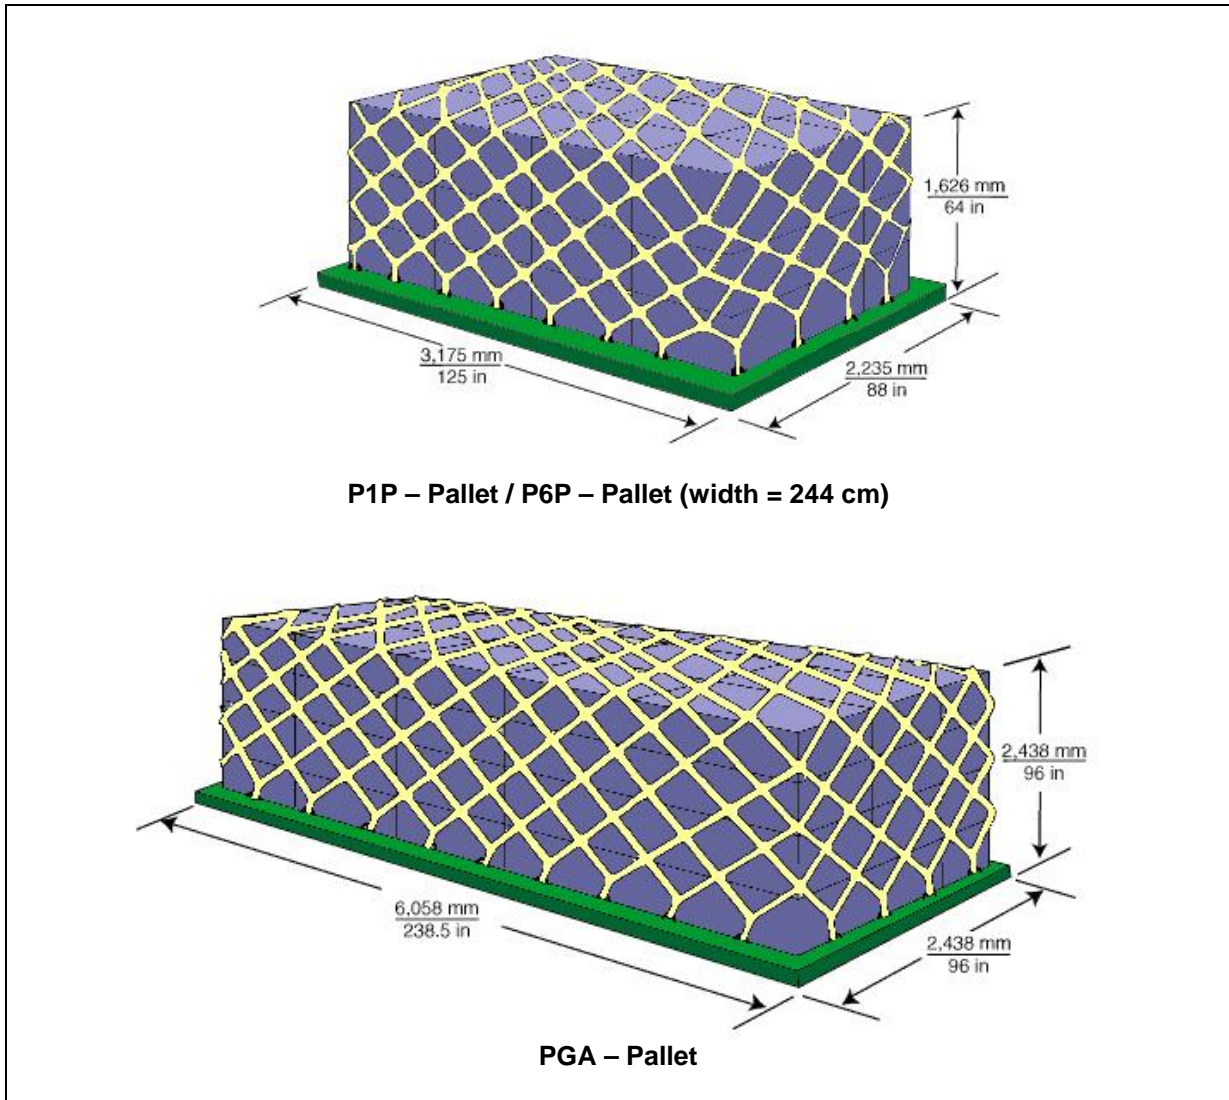 1,626 mm
64 in
3,175 mm
125 in
2,235 mm
88 in
P1P – Pallet / P6P – Pallet (width = 244 cm)
2,438 mm
96 in
6,058 mm
238.5 in
2,438 mm
96 in
PGA – Pallet